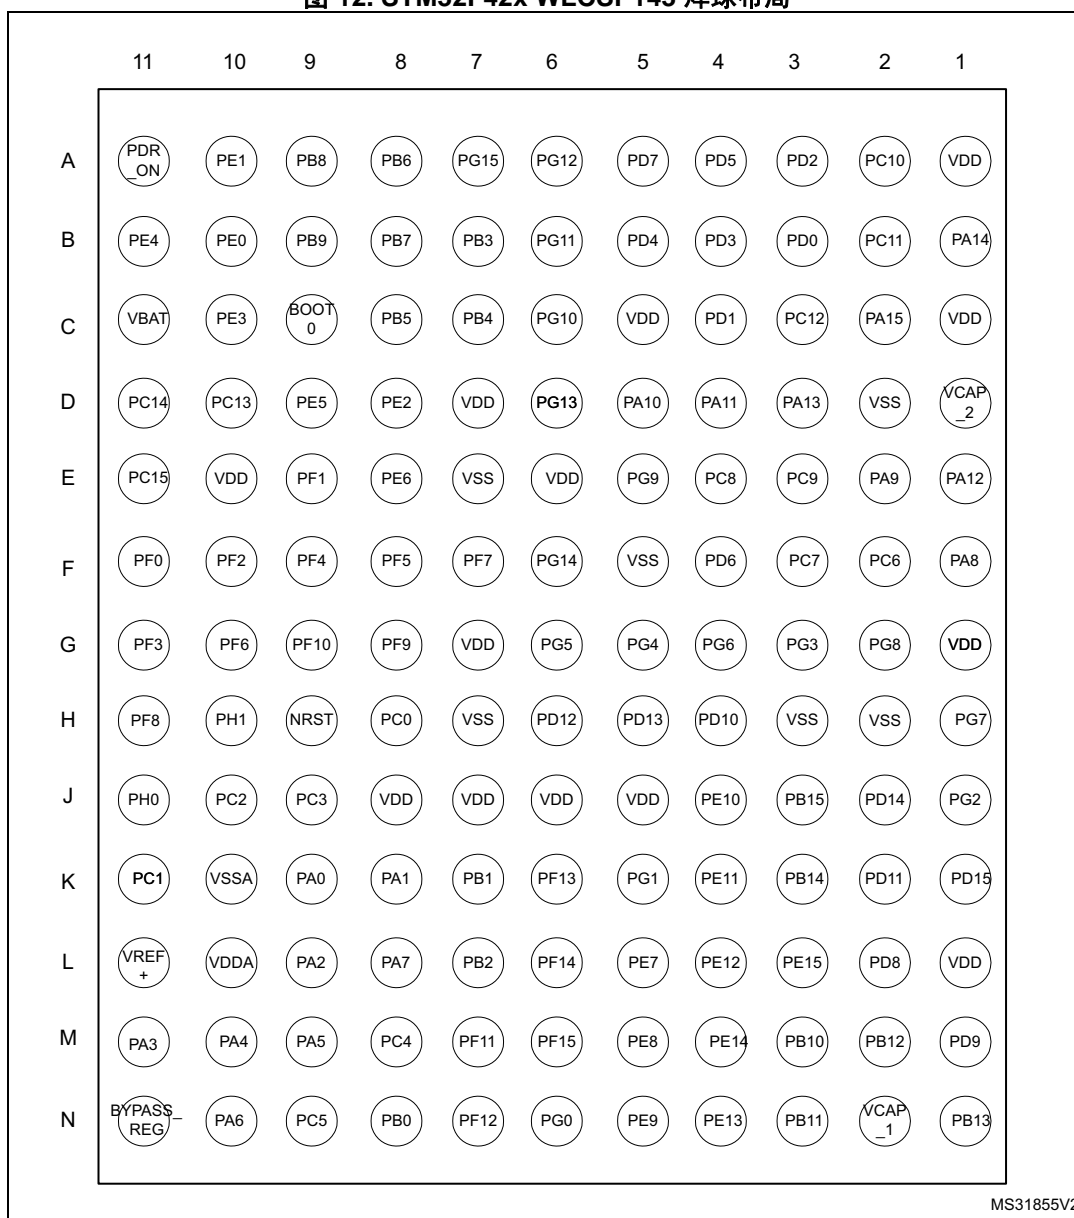 11 10 9 8 7 6 5 4 3 2 1
A PDR_ON PE1 PB8 PB6 PG15 PG12 PD7 PD5 PD2 PC10 VDD
B PE4 PE0 PB9 PB7 PB3 PG11 PD4 PD3 PD0 PC11 PA14
C VBAT PE3 BOOT0 PB5 PB4 PG10 VDD PD1 PC12 PA15 VDD
D PC14 PC13 PE5 PE2 VDD PG13 PA10 PA11 PA13 VSS VCAP_2
E PC15 VDD PF1 PE6 VSS VDD PG9 PC8 PC9 PA9 PA12
F PF0 PF2 PF4 PF5 PF7 PG14 VSS PD6 PC7 PC6 PA8
G PF3 PF6 PF10 PF9 VDD PG5 PG4 PG6 PG3 PG8 VDD
H PF8 PH1 NRST PC0 VSS PD12 PD13 PD10 VSS VSS PG7
J PH0 PC2 PC3 VDD VDD VDD VDD PE10 PB15 PD14 PG2
K PC1 VSSA PA0 PA1 PB1 PF13 PG1 PE11 PB14 PD11 PD15
L VREF+ VDDA PA2 PA7 PB2 PF14 PE7 PE12 PE15 PD8 VDD
M PA3 PA4 PA5 PC4 PF11 PF15 PE8 PE14 PB10 PB12 PD9
N BYPASS_REG PA6 PC5 PB0 PF12 PG0 PE9 PE13 PB11 VCAP_1 PB13
MS31855V2